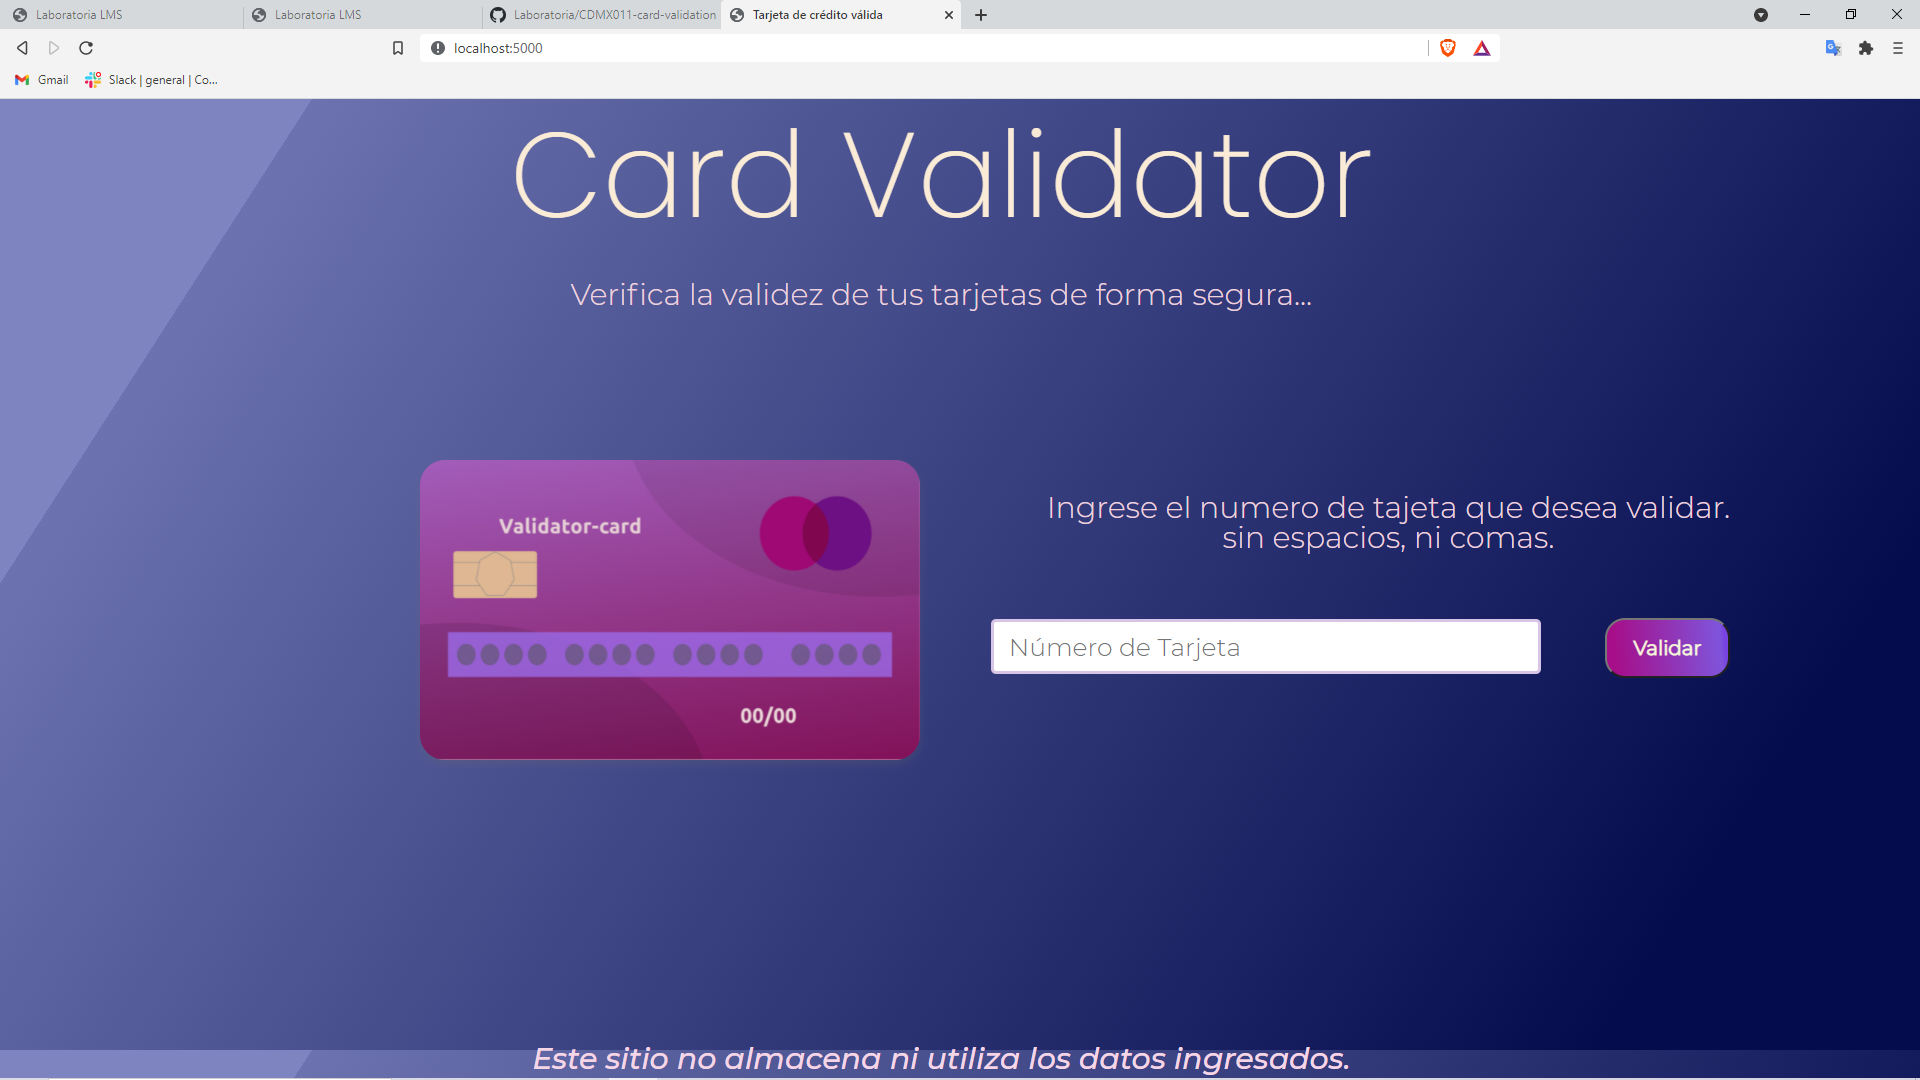 Laboratoria LMS
Laboratoria LMS
Laboratoria/CDMX011-card-validation
Tarjeta de crédito válida
localhost:5000
Gmail
Slack | general | Co...
Card Validator
Verifica la validez de tus tarjetas de forma segura...
Validator-card
00/00
Ingrese el numero de tajeta que desea validar.
sin espacios, ni comas.
Número de Tarjeta
Validar
Este sitio no almacena ni utiliza los datos ingresados.